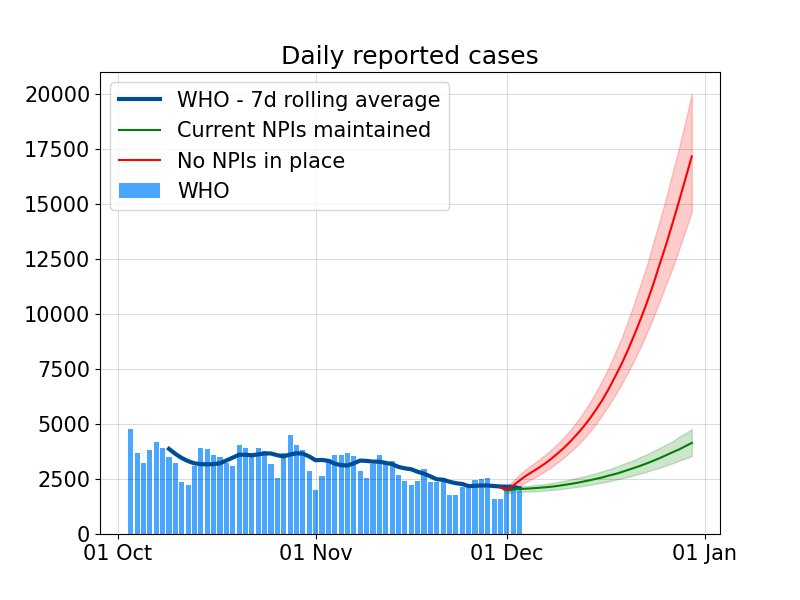 Daily reported cases
20000
17500
15000
12500
10000
7500
5000
2500
0
WHO - 7d rolling average
Current NPIs maintained
No NPIs in place
WHO
01 Oct
01 Nov
01 Dec
01 Jan